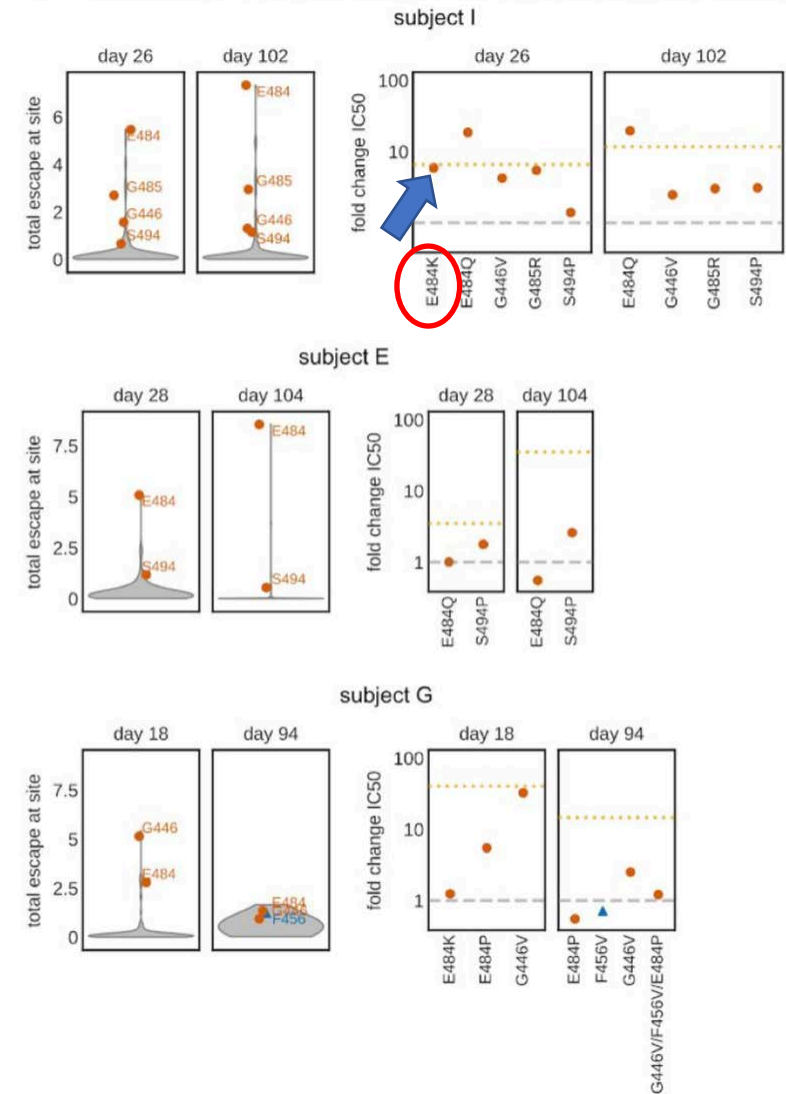 subject I
day 26
day 102
total escape at site
6
4
2
0
E484
G485
G446
S494
E484
G485
G446
S494
day 26
day 102
fold change IC50
100
10
E484K
E484Q
G446V
G485R
S494P
E484Q
G446V
G485R
S494P
subject E
day 28
day 104
total escape at site
7.5
5
2.5
0
E484
S494
E484
S494
day 28
day 104
fold change IC50
100
10
1
E484Q
S494P
E484Q
S494P
subject G
day 18
day 94
total escape at site
7.5
5
2.5
0
G446
E484
E484
F456
day 18
day 94
fold change IC50
100
10
1
E484K
E484P
G446V
E484P
F456V
G446V
G446V/F456V/E484P